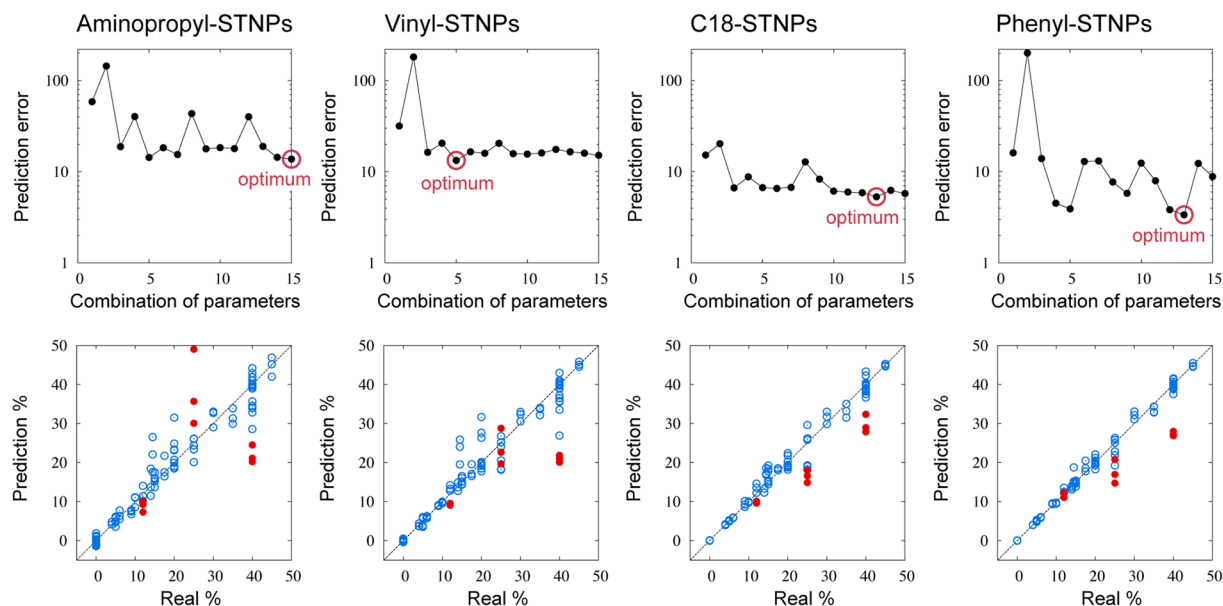 Aminopropyl-STNPs
Vinyl-STNPs
C18-STNPs
Phenyl-STNPs
Prediction error
100
10
1
optimum
0 5 10 15
Combination of parameters
Prediction error
100
10
1
optimum
0 5 10 15
Combination of parameters
Prediction error
100
10
1
optimum
0 5 10 15
Combination of parameters
Prediction error
100
10
1
optimum
0 5 10 15
Combination of parameters
Prediction %
50
40
30
20
10
0
0 10 20 30 40 50
Real %
Prediction %
50
40
30
20
10
0
0 10 20 30 40 50
Real %
Prediction %
50
40
30
20
10
0
0 10 20 30 40 50
Real %
Prediction %
50
40
30
20
10
0
0 10 20 30 40 50
Real %